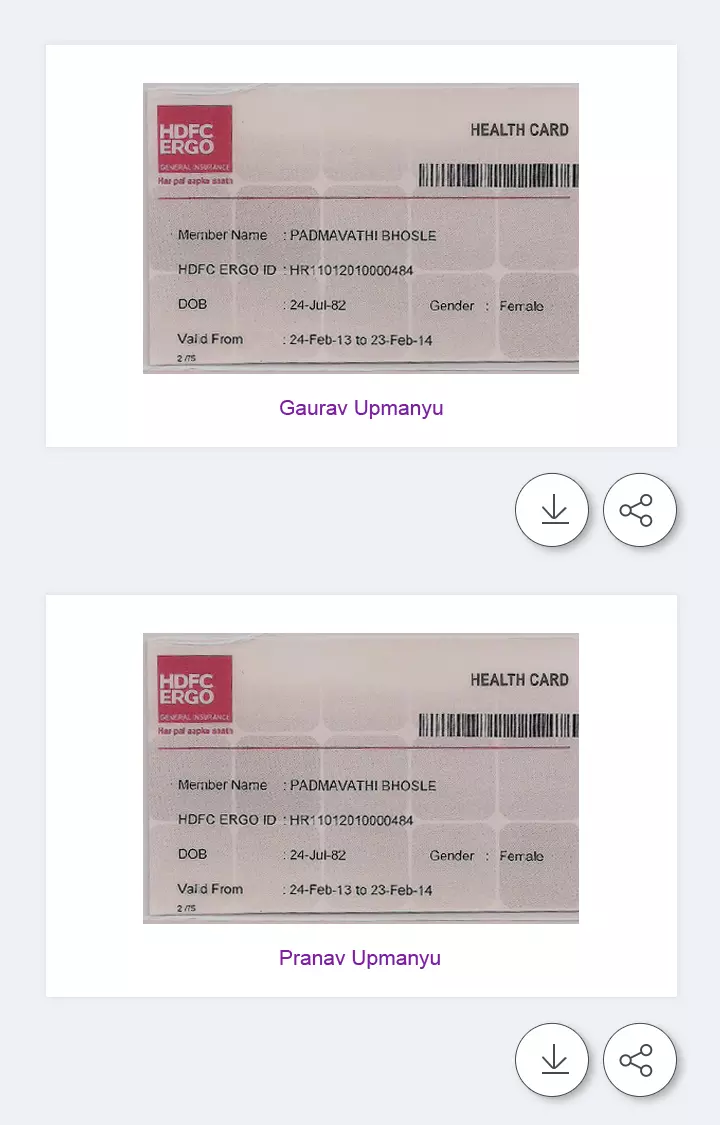 HDFC
ERGO
GENERAL INSURANCE
Har pal aapke saath
HEALTH CARD
Member Name : PADMAVATHI BHOSLE
HDFC ERGO ID : HR11012010000484
DOB : 24-Jul-82 Gender : Female
Valid From : 24-Feb-13 to 23-Feb-14
2 /75
Gaurav Upmanyu
HDFC
ERGO
GENERAL INSURANCE
Har pal aapke saath
HEALTH CARD
Member Name : PADMAVATHI BHOSLE
HDFC ERGO ID : HR11012010000484
DOB : 24-Jul-82 Gender : Female
Valid From : 24-Feb-13 to 23-Feb-14
2 /75
Pranav Upmanyu